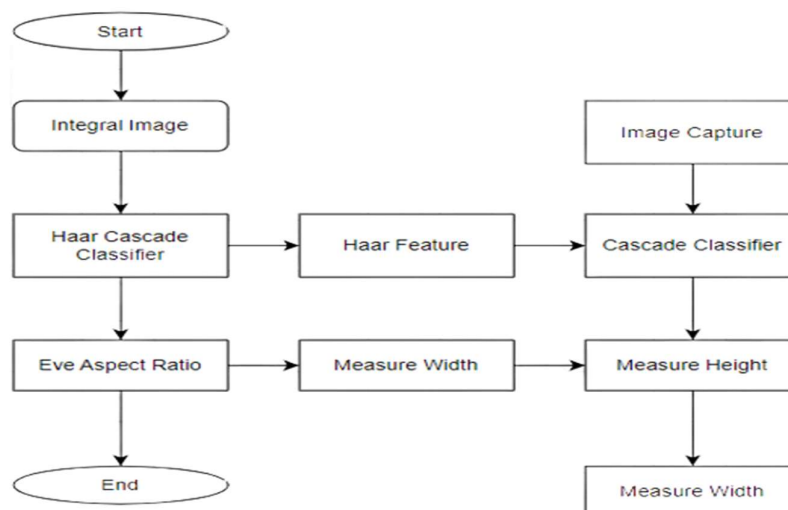 Start
Integral Image
Image Capture
Haar Cascade
Classifier
Haar Feature
Cascade Classifier
Eve Aspect Ratio
Measure Width
Measure Height
End
Measure Width